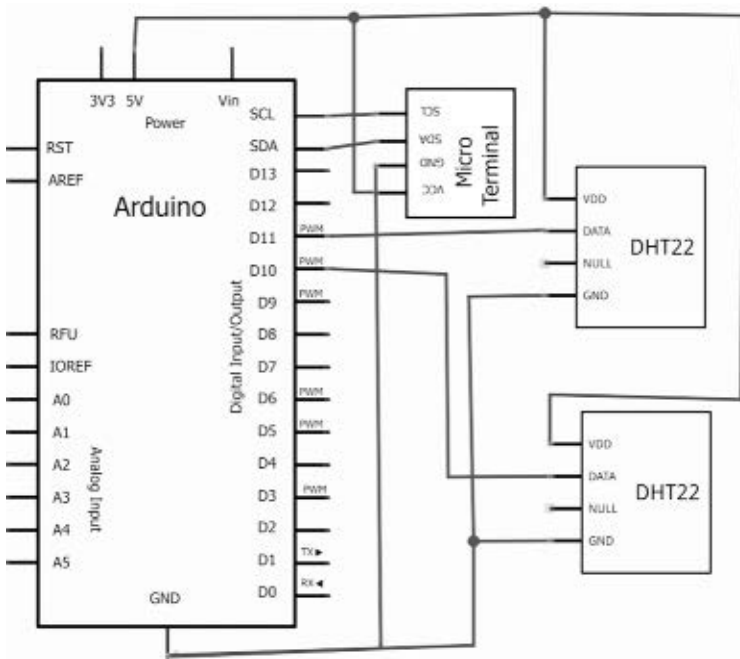 3V3 5V Vin
Power
Arduino
RST
AREF
RFU
IOREF
A0
A1
A2
A3
A4
A5
Analog Input
SCL
SDA
D13
D12
D11 PWM
D10 PWM
D9 PWM
D8
D7
D6 PWM
D5 PWM
D4
D3 PWM
D2
D1 TX▶
D0 RX◀
Digital Input/Output
GND
SCL
SDA
GND
VCC
Micro
Terminal
VDD
DATA
NULL
GND
DHT22
VDD
DATA
NULL
GND
DHT22